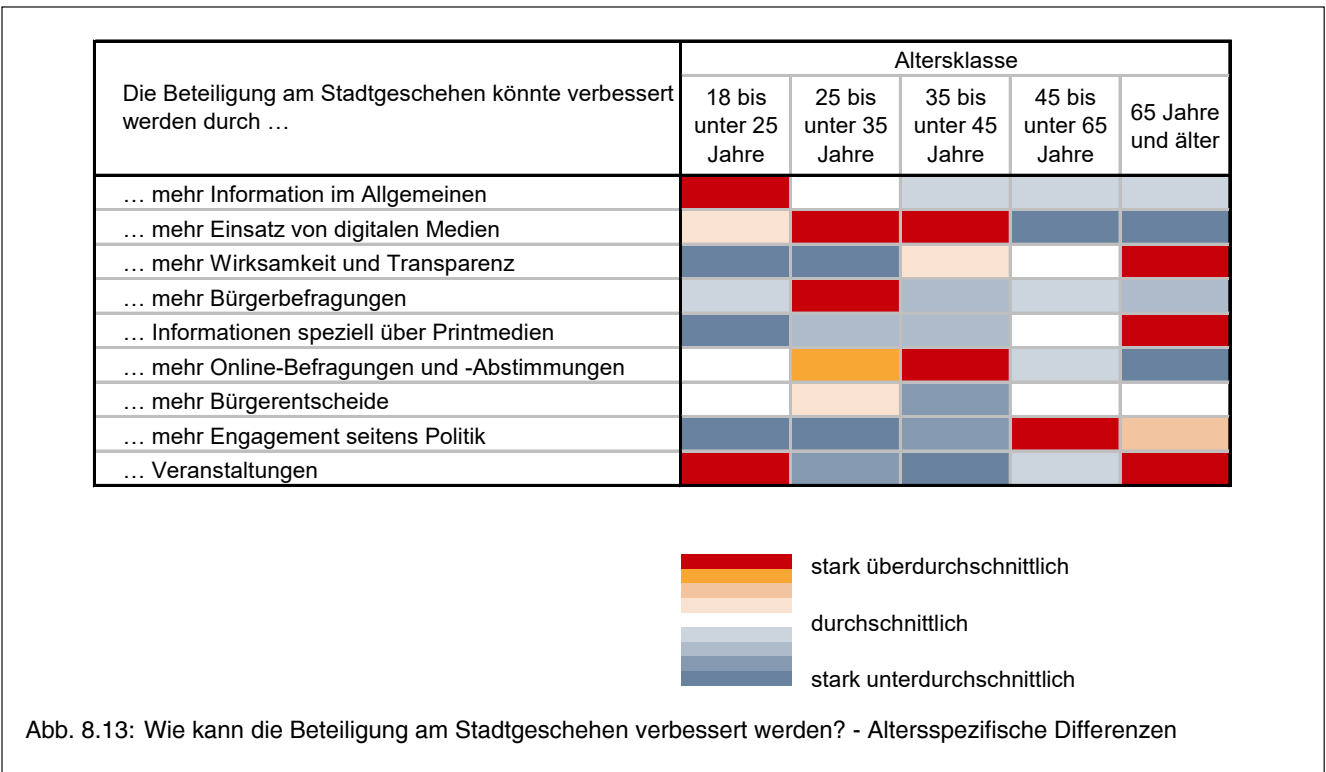 Die Beteiligung am Stadtgeschehen könnte verbessert
werden durch …
Altersklasse
18 bis
unter 25
Jahre
25 bis
unter 35
Jahre
35 bis
unter 45
Jahre
45 bis
unter 65
Jahre
65 Jahre
und älter
… mehr Information im Allgemeinen
… mehr Einsatz von digitalen Medien
… mehr Wirksamkeit und Transparenz
… mehr Bürgerbefragungen
… Informationen speziell über Printmedien
… mehr Online-Befragungen und -Abstimmungen
… mehr Bürgerentscheide
… mehr Engagement seitens Politik
… Veranstaltungen
stark überdurchschnittlich
durchschnittlich
stark unterdurchschnittlich
Abb. 8.13: Wie kann die Beteiligung am Stadtgeschehen verbessert werden? - Altersspezifische Differenzen